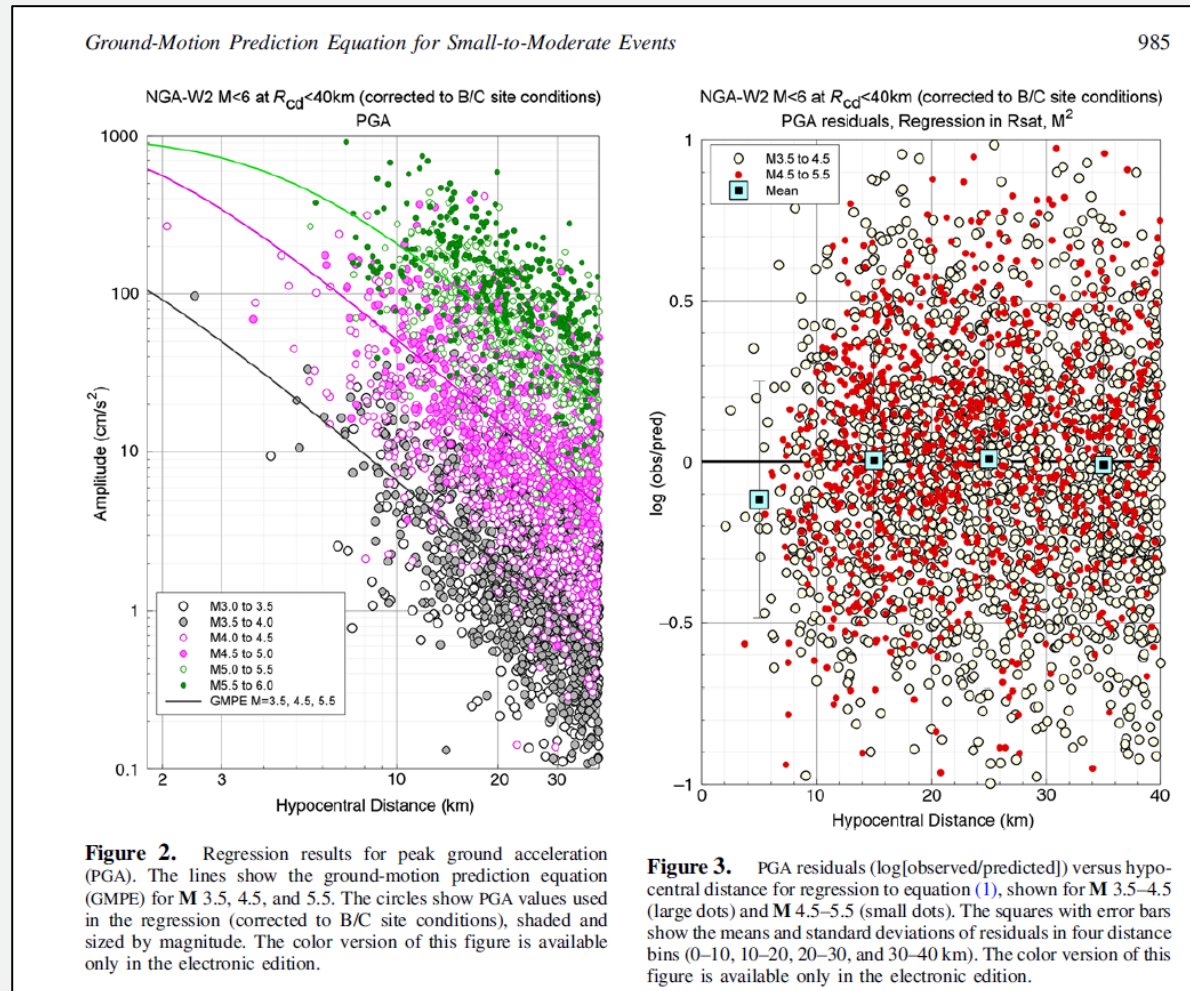 Ground-Motion Prediction Equation for Small-to-Moderate Events
985
NGA-W2 M<6 at Rcd<40km (corrected to B/C site conditions)
PGA
1000
100
10
1
0.1
Amplitude (cm/s²)
M3.0 to 3.5
M3.5 to 4.0
M4.0 to 4.5
M4.5 to 5.0
M5.0 to 5.5
M5.5 to 6.0
GMPE M=3.5, 4.5, 5.5
2 3 10 20 30
Hypocentral Distance (km)
Figure 2. Regression results for peak ground acceleration
(PGA). The lines show the ground-motion prediction equation
(GMPE) for M 3.5, 4.5, and 5.5. The circles show PGA values used
in the regression (corrected to B/C site conditions), shaded and
sized by magnitude. The color version of this figure is available
only in the electronic edition.
NGA-W2 M<6 at Rcd<40km (corrected to B/C site conditions)
PGA residuals, Regression in Rsat, M²
M3.5 to 4.5
M4.5 to 5.5
Mean
1
0.5
0
−0.5
−1
log (obs/pred)
0 10 20 30 40
Hypocentral Distance (km)
Figure 3. PGA residuals (log[observed/predicted]) versus hypo-
central distance for regression to equation (1), shown for M 3.5–4.5
(large dots) and M 4.5–5.5 (small dots). The squares with error bars
show the means and standard deviations of residuals in four distance
bins (0–10, 10–20, 20–30, and 30–40 km). The color version of this
figure is available only in the electronic edition.